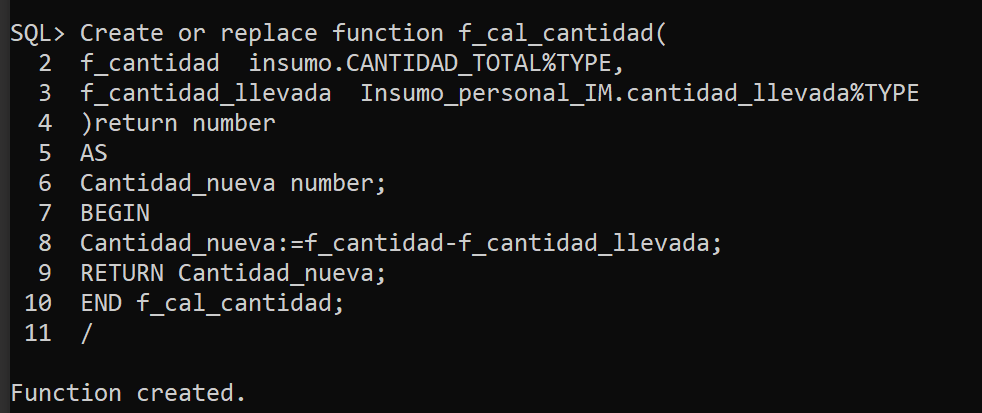 SQL> Create or replace function f_cal_cantidad(
2 f_cantidad  insumo.CANTIDAD_TOTAL%TYPE,
3 f_cantidad_llevada  Insumo_personal_IM.cantidad_llevada%TYPE
4 )return number
5 AS
6 Cantidad_nueva number;
7 BEGIN
8 Cantidad_nueva:=f_cantidad-f_cantidad_llevada;
9 RETURN Cantidad_nueva;
10 END f_cal_cantidad;
11 /
Function created.